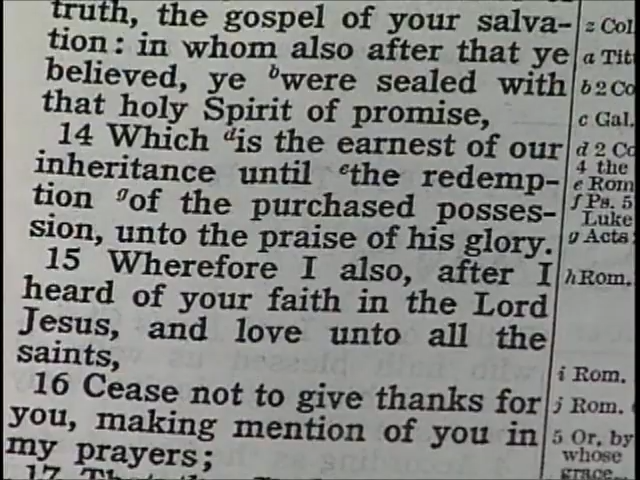 truth, the gospel of your salva-
tion: in whom also after that ye
believed, ye bwere sealed with
that holy Spirit of promise,
14 Which dis the earnest of our
inheritance until ethe redemp-
tion gof the purchased posses-
sion, unto the praise of his glory.
15 Wherefore I also, after I
heard of your faith in the Lord
Jesus, and love unto all the
saints,
16 Cease not to give thanks for
you, making mention of you in
my prayers;
17
z Col
a Tit
b 2 Co
c Gal.
d 2 Co
4 the
e Rom
f Ps. 5
Luke
g Acts
h Rom.
i Rom.
j Rom.
5 Or, by
whose
grace